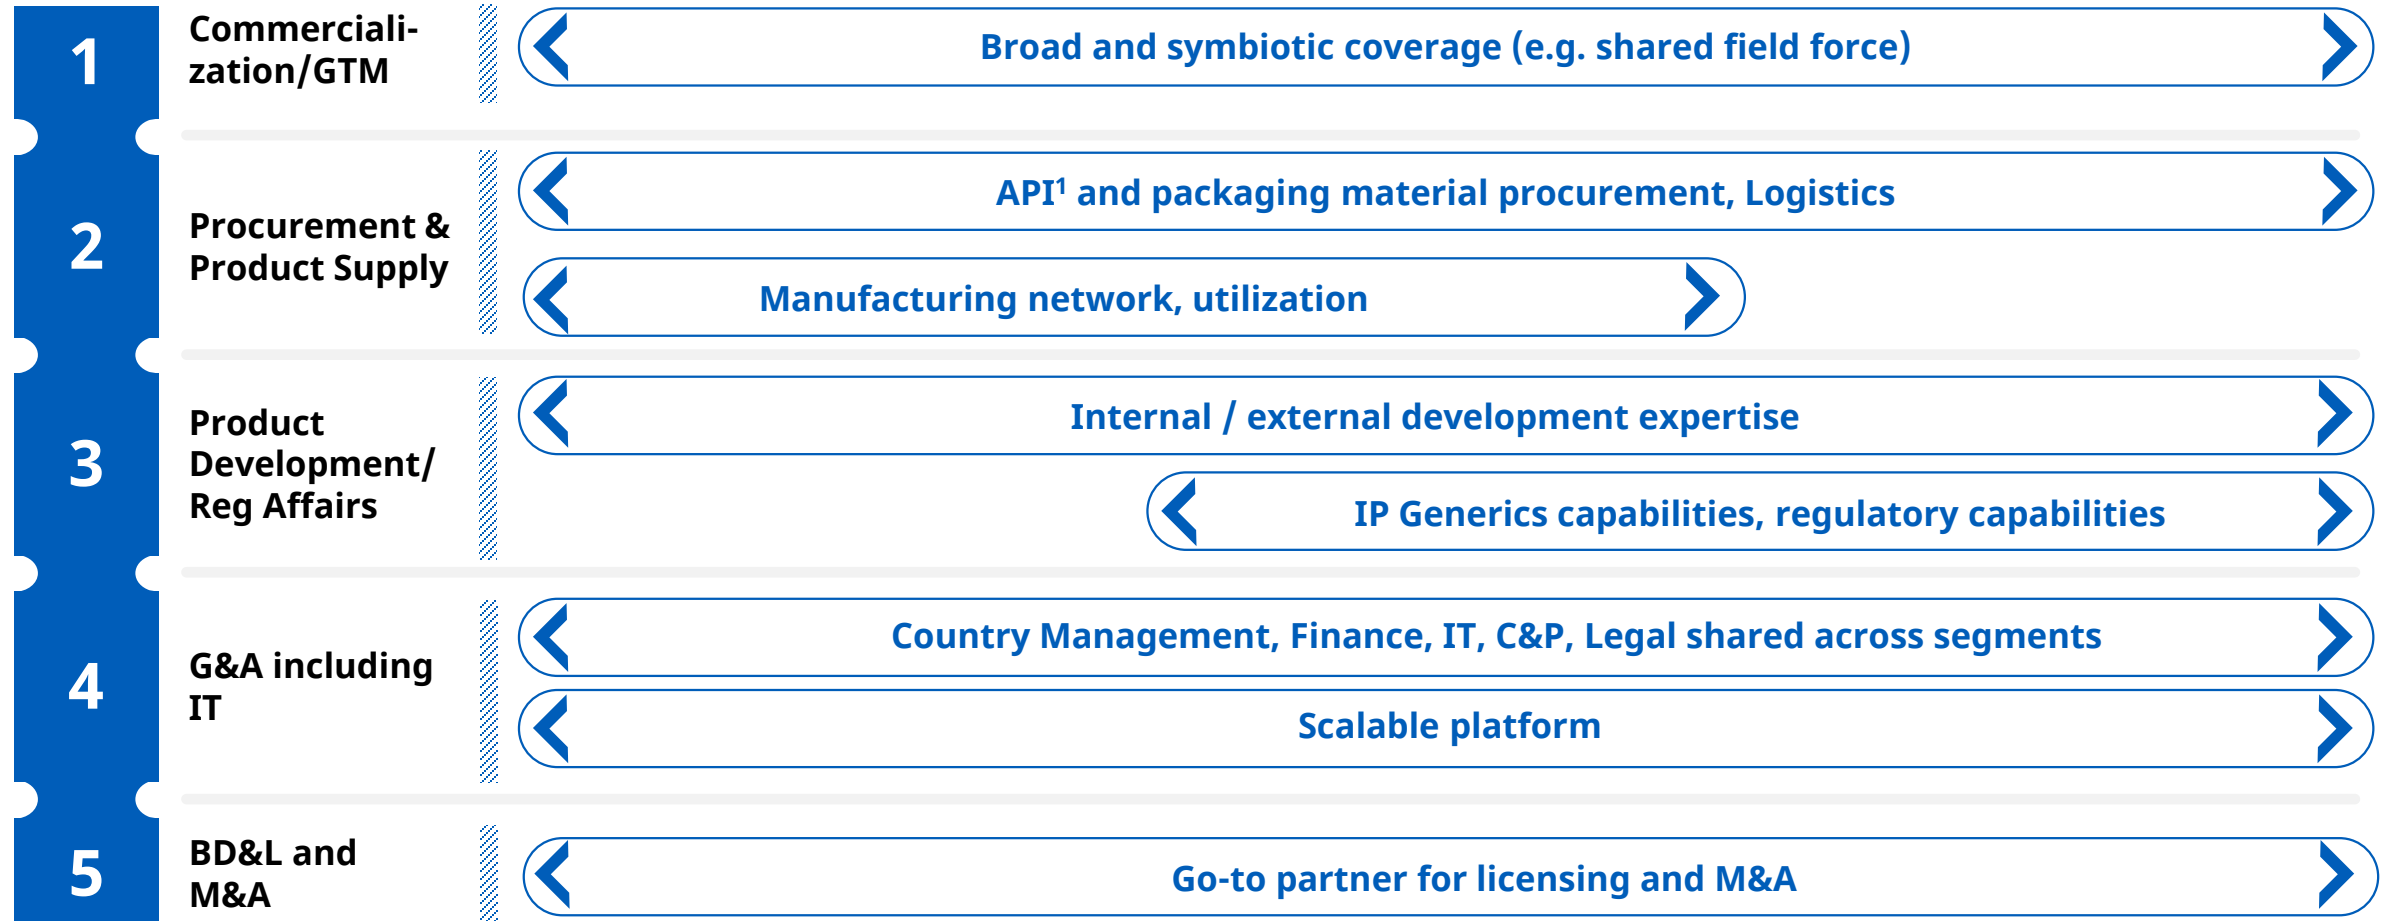 1
Commerciali-
zation/GTM
Broad and symbiotic coverage (e.g. shared field force)
2
Procurement &
Product Supply
API¹ and packaging material procurement, Logistics
Manufacturing network, utilization
3
Product
Development/
Reg Affairs
Internal / external development expertise
IP Generics capabilities, regulatory capabilities
4
G&A including
IT
Country Management, Finance, IT, C&P, Legal shared across segments
Scalable platform
5
BD&L and
M&A
Go-to partner for licensing and M&A